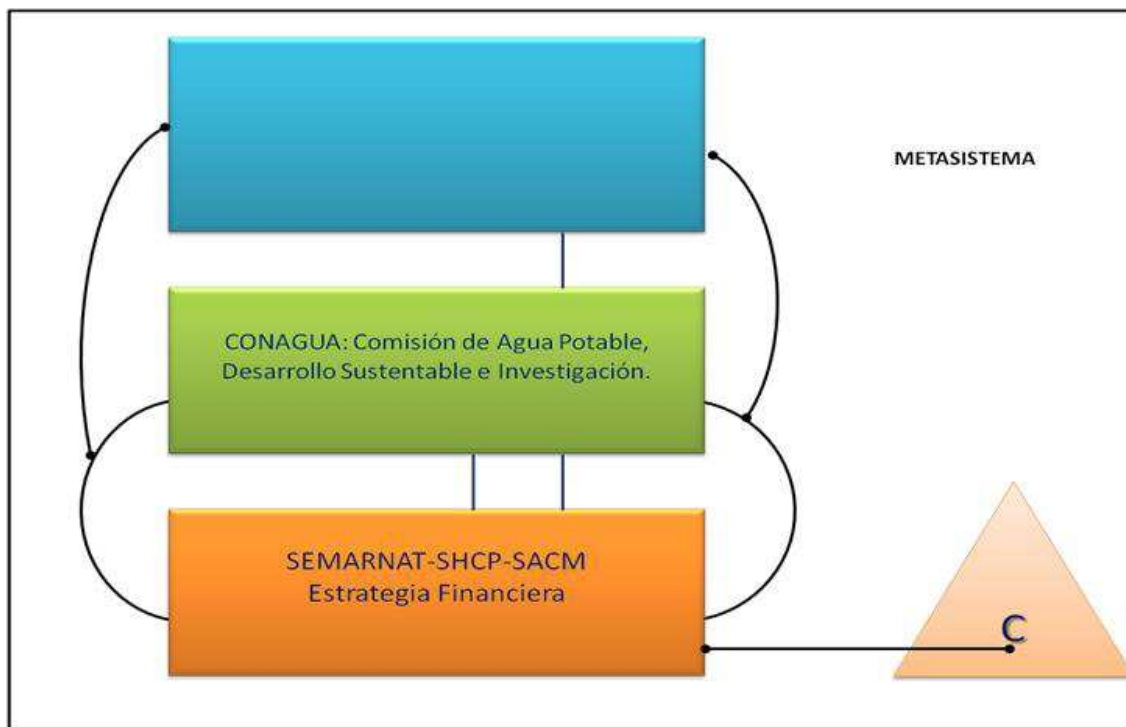 METASISTEMA
CONAGUA: Comisión de Agua Potable,
Desarrollo Sustentable e Investigación.
SEMARNAT-SHCP-SACM
Estrategia Financiera
C